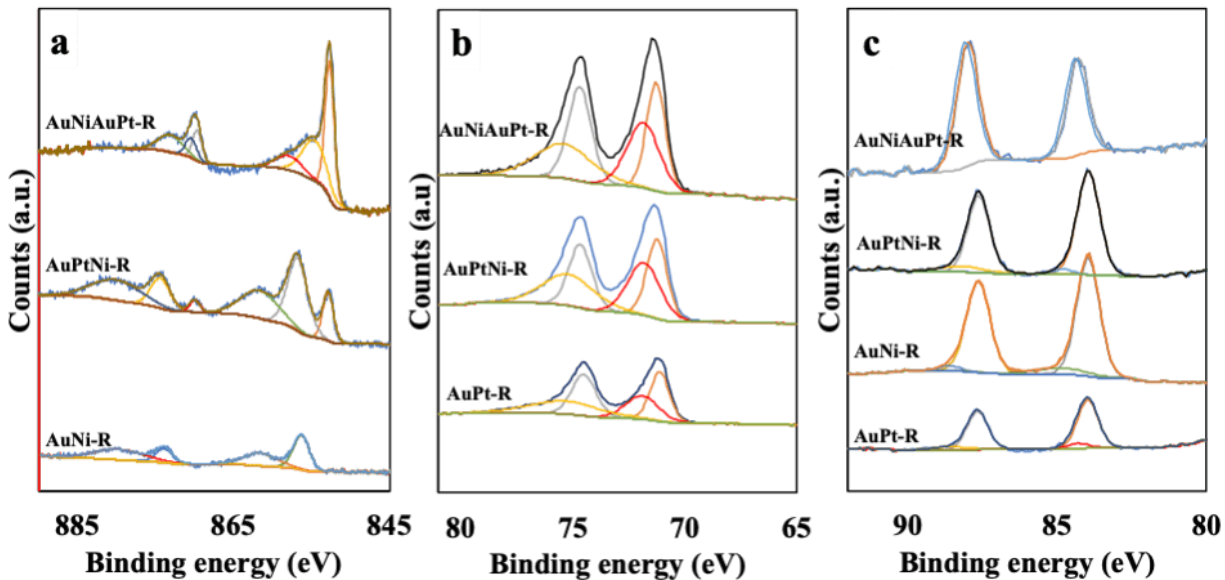 a
AuNiAuPt-R
AuPtNi-R
AuNi-R
Counts (a.u.)
885
865
845
Binding energy (eV)
b
AuNiAuPt-R
AuPtNi-R
AuPt-R
Counts (a.u)
80
75
70
65
Binding energy (eV)
c
AuNiAuPt-R
AuPtNi-R
AuNi-R
AuPt-R
Counts (a.u.)
90
85
80
Binding energy (eV)